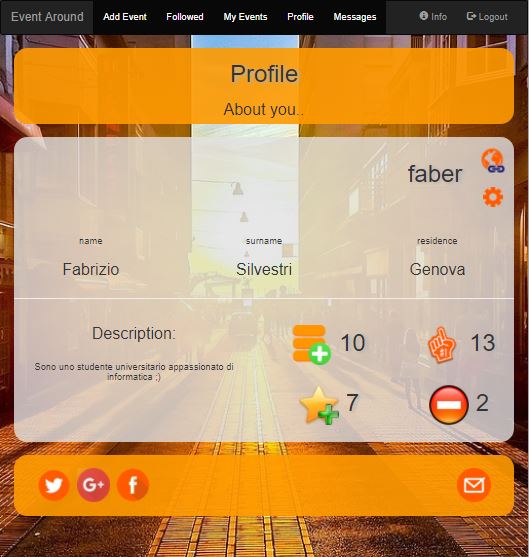 Event Around Add Event Followed My Events Profile Messages Info Logout
Profile
About you..
faber
name surname residence
Fabrizio Silvestri Genova
Description:
Sono uno studente universitario appassionato di
informatica ;)
10 13
7 2
G+ f